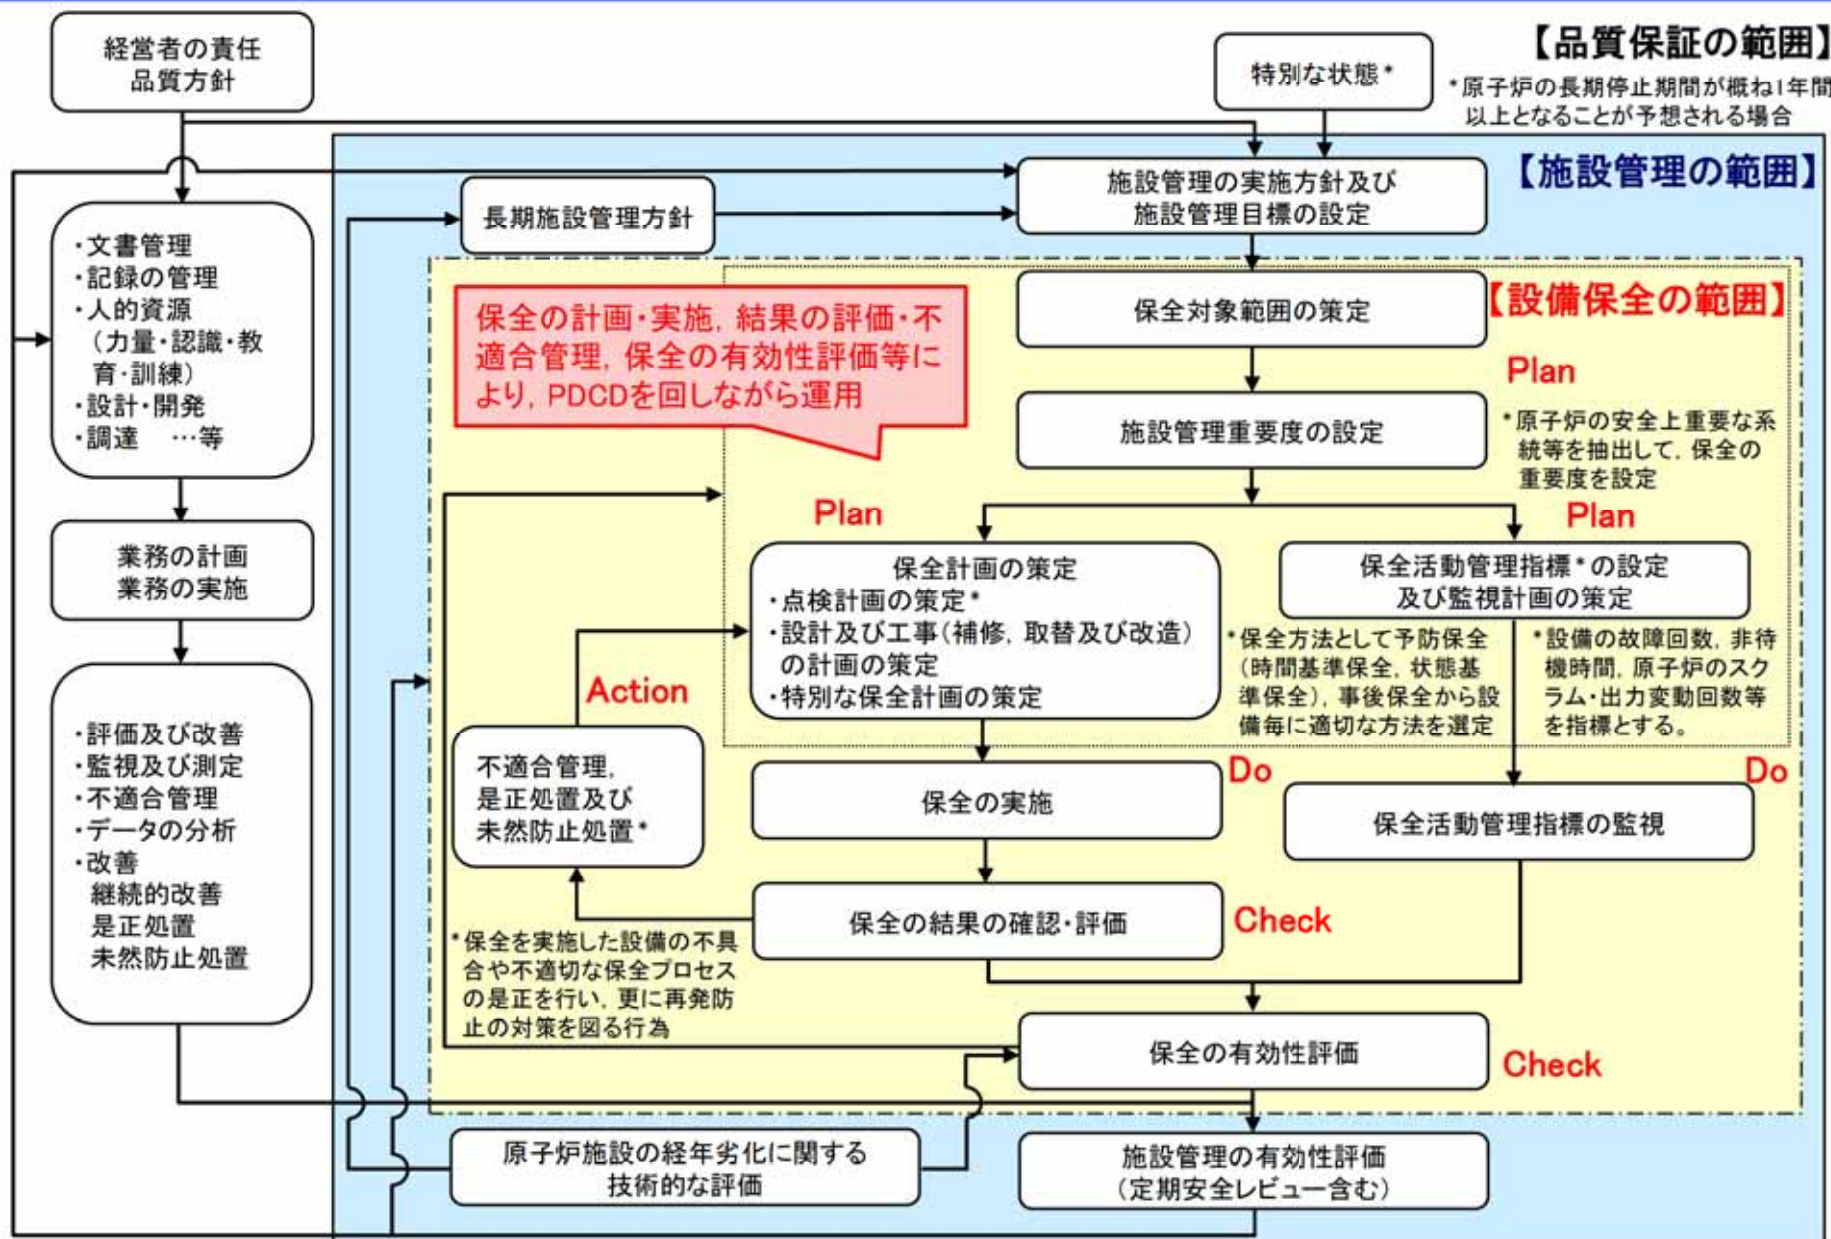 経営者の責任
品質方針
特別な状態*
【品質保証の範囲】
*原子炉の長期停止期間が概ね1年間
以上となることが予想される場合
【施設管理の範囲】
施設管理の実施方針及び
施設管理目標の設定
長期施設管理方針
・文書管理
・記録の管理
・人的資源
（力量・認識・教
育・訓練）
・設計・開発
・調達　…等
保全の計画・実施，結果の評価・不
適合管理，保全の有効性評価等に
より，PDCDを回しながら運用
保全対象範囲の策定
【設備保全の範囲】
Plan
施設管理重要度の設定
*原子炉の安全上重要な系
統等を抽出して，保全の
重要度を設定
Plan
Plan
業務の計画
業務の実施
保全計画の策定
・点検計画の策定*
・設計及び工事（補修，取替及び改造）
の計画の策定
・特別な保全計画の策定
保全活動管理指標*の設定
及び監視計画の策定
*保全方法として予防保全
（時間基準保全，状態基
準保全），事後保全から設
備毎に適切な方法を選定
*設備の故障回数，非待
機時間，原子炉のスク
ラム・出力変動回数等
を指標とする。
Action
・評価及び改善
・監視及び測定
・不適合管理
・データの分析
・改善
継続的改善
是正処置
未然防止処置
不適合管理，
是正処置及び
未然防止処置*
Do
保全の実施
Do
保全活動管理指標の監視
保全の結果の確認・評価
Check
*保全を実施した設備の不具
合や不適切な保全プロセス
の是正を行い，更に再発防
止の対策を図る行為
保全の有効性評価
Check
原子炉施設の経年劣化に関する
技術的な評価
施設管理の有効性評価
（定期安全レビュー含む）